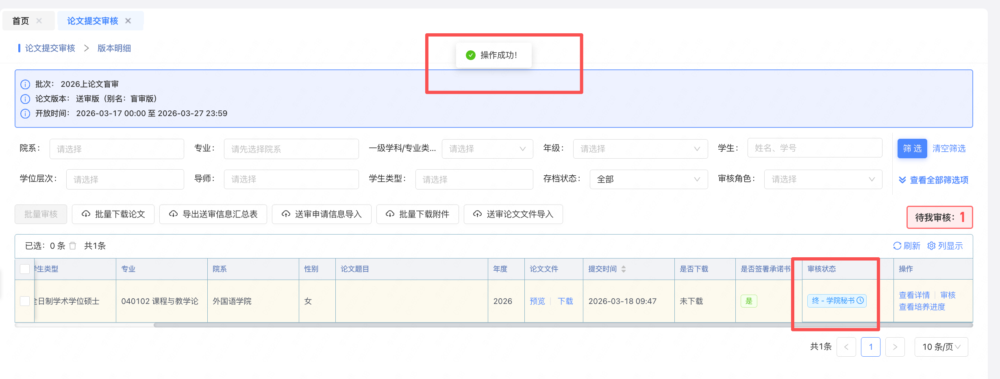 首页
论文提交审核
论文提交审核 > 版本明细
操作成功!
批次： 2026上论文盲审
论文版本： 送审版（别名：盲审版）
开放时间： 2026-03-17 00:00 至 2026-03-27 23:59
院系： 请选择 专业： 请先选择院系 一级学科/专业类... 请选择 年级： 请选择 学生： 姓名、学号 筛 选 清空筛选
学位层次： 请选择 导师： 请选择 学生类型： 请选择 存档状态： 全部 审核角色： 请选择 查看全部筛选项
批量审核 批量下载论文 导出送审信息汇总表 送审申请信息导入 批量下载附件 送审论文文件导入 待我审核：1
已选：0 条 共1条 刷新 列显示
生类型 专业 院系 性别 论文题目 年度 论文文件 提交时间 是否下载 是否签署承诺书 审核状态 操作
日制学术学位硕士 040102 课程与教学论 外国语学院 女 2026 预览 下载 2026-03-18 09:47 未下载 是 终 - 学院秘书 查看详情 审核
查看培养进度
共1条 < 1 > 10 条/页